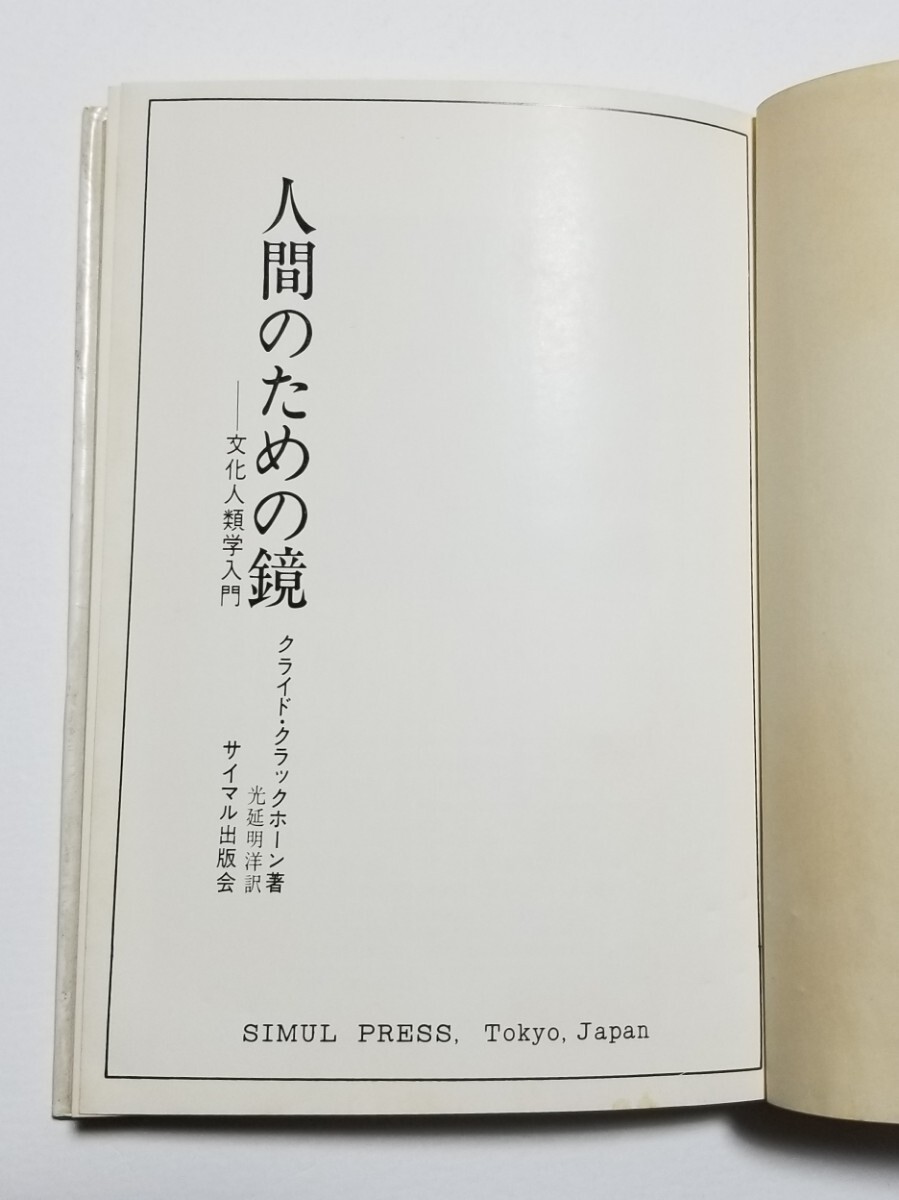 人間のための鏡
——文化人類学入門
クライド・クラックホーン著
光延明洋訳
サイマル出版会
SIMUL PRESS, Tokyo, Japan